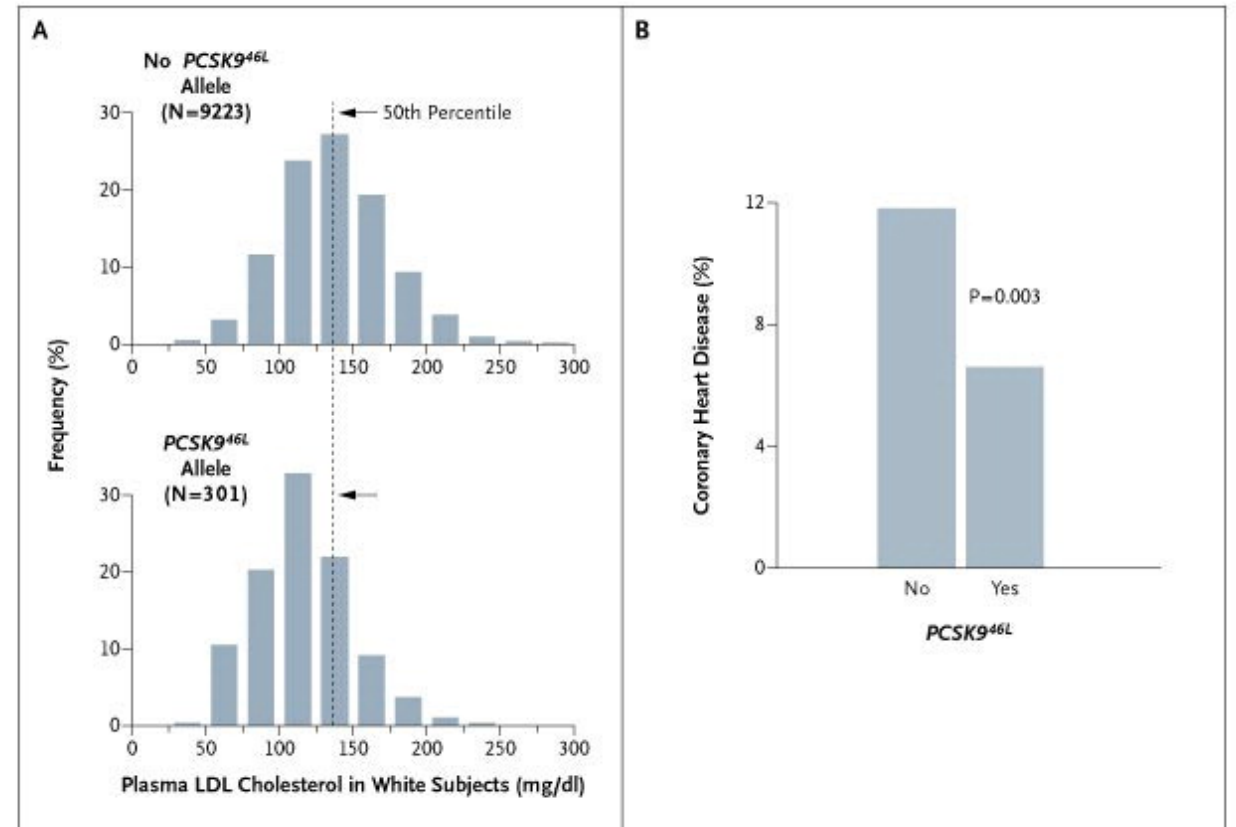 A
No PCSK9^46L
Allele
(N=9223)
50th Percentile
30
20
10
0
0 50 100 150 200 250 300
Frequency (%)
PCSK9^46L
Allele
(N=301)
30
20
10
0
0 50 100 150 200 250 300
Plasma LDL Cholesterol in White Subjects (mg/dl)
B
12
8
4
0
Coronary Heart Disease (%)
P=0.003
No Yes
PCSK9^46L